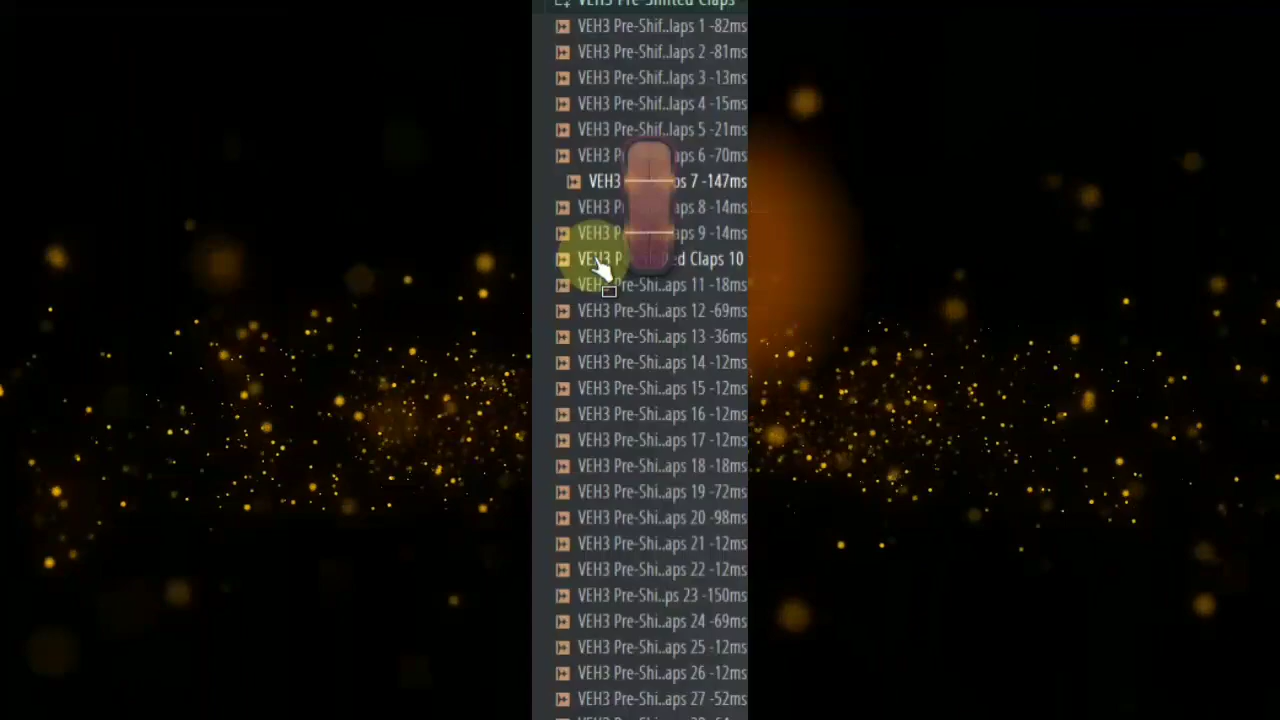 VEH3 Pre-Shifted Claps
VEH3 Pre-Shif..laps 1 -82ms
VEH3 Pre-Shif..laps 2 -81ms
VEH3 Pre-Shif..laps 3 -13ms
VEH3 Pre-Shif..laps 4 -15ms
VEH3 Pre-Shif..laps 5 -21ms
VEH3 P aps 6 -70ms
VEH3 ps 7 -147ms
VEH3 P aps 8 -14ms
VEH3 P aps 9 -14ms
VEH3 P ed Claps 10
VEH3 Pre-Shi..aps 11 -18ms
VEH3 Pre-Shi..aps 12 -69ms
VEH3 Pre-Shi..aps 13 -36ms
VEH3 Pre-Shi..aps 14 -12ms
VEH3 Pre-Shi..aps 15 -12ms
VEH3 Pre-Shi..aps 16 -12ms
VEH3 Pre-Shi..aps 17 -12ms
VEH3 Pre-Shi..aps 18 -18ms
VEH3 Pre-Shi..aps 19 -72ms
VEH3 Pre-Shi..aps 20 -98ms
VEH3 Pre-Shi..aps 21 -12ms
VEH3 Pre-Shi..aps 22 -12ms
VEH3 Pre-Shi..ps 23 -150ms
VEH3 Pre-Shi..aps 24 -69ms
VEH3 Pre-Shi..aps 25 -12ms
VEH3 Pre-Shi..aps 26 -12ms
VEH3 Pre-Shi..aps 27 -52ms